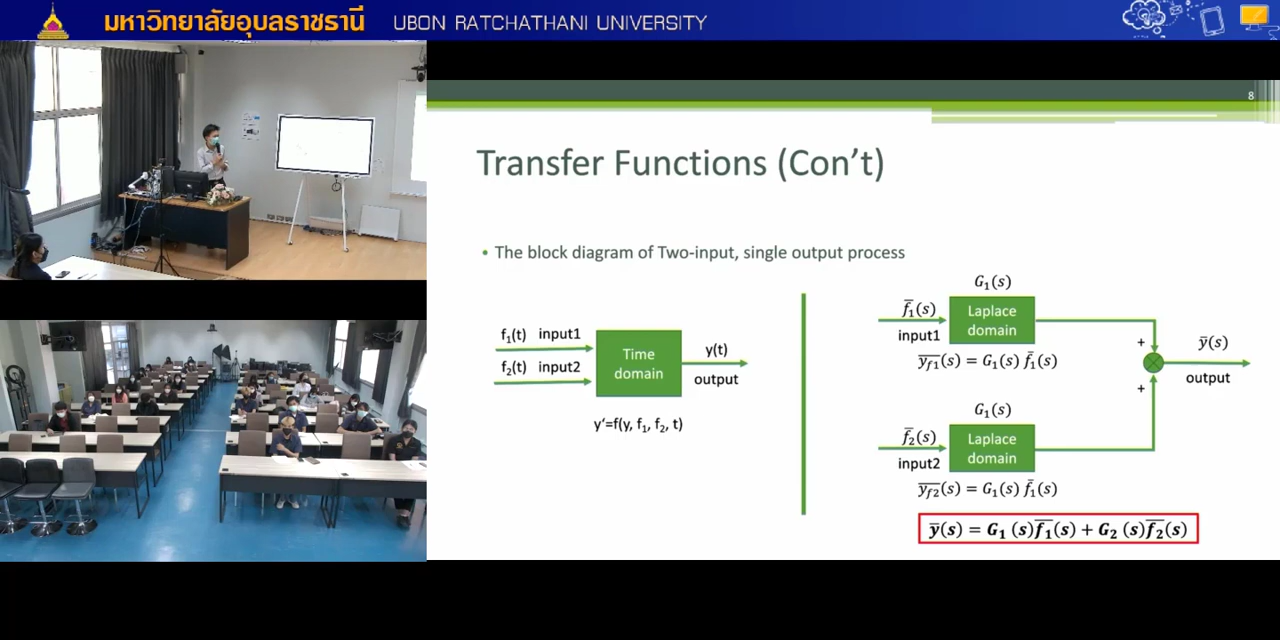 มหาวิทยาลัยอุบลราชธานี UBON RATCHATHANI UNIVERSITY
8
Transfer Functions (Con't)
• The block diagram of Two-input, single output process
f₁(t) input1
f₂(t) input2
Time
domain
y(t)
output
y'=f(y, f₁, f₂, t)
G₁(s)
f̅₁(s)
input1
Laplace
domain
y̅f̅1̅(s) = G₁(s) f̅₁(s)
+
y̅(s)
output
+
G₁(s)
f̅₂(s)
input2
Laplace
domain
y̅f̅2̅(s) = G₁(s) f̅₁(s)
y̅(s) = G₁ (s)f̅₁(s) + G₂ (s)f̅₂(s)